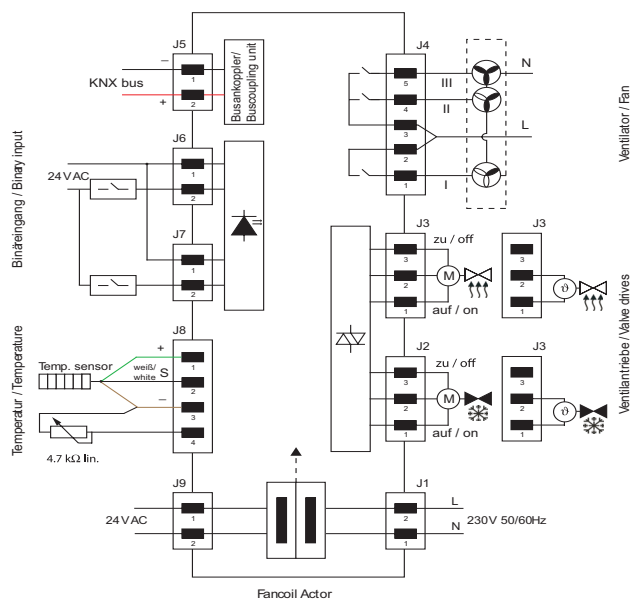 J5
–
1
KNX bus
+
2
Busankoppler/
Buscoupling unit
J4
5
III
N
4
II
3
L
2
1
I
Ventilator / Fan
J6
1
24 VAC
2
Binäreingang / Binary input
J7
1
2
J3
zu / off
3
2
M
1
auf / on
J3
3
2
ϑ
1
J8
+
1
Temp. sensor
weiß/
white
S
2
–
3
4
4.7 kΩ lin.
Temperatur / Temperature
J2
zu / off
3
2
M
1
auf / on
J3
3
2
ϑ
1
Ventilantriebe / Valve drives
J9
1
24 VAC
2
J1
L
2
230V 50/60Hz
N
1
Fancoil Actor